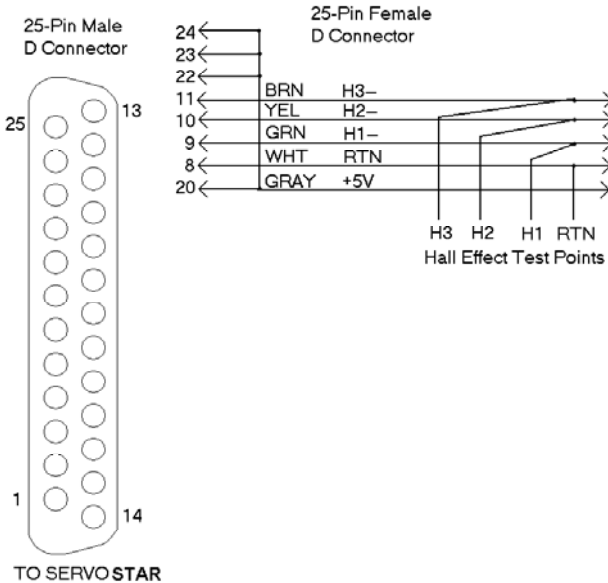 25-Pin Male
D Connector
25-Pin Female
D Connector
13
25
1
14
TO SERVOSTAR
24
23
22
11 BRN H3–
10 YEL H2–
9 GRN H1–
8 WHT RTN
20 GRAY +5V
H3 H2 H1 RTN
Hall Effect Test Points